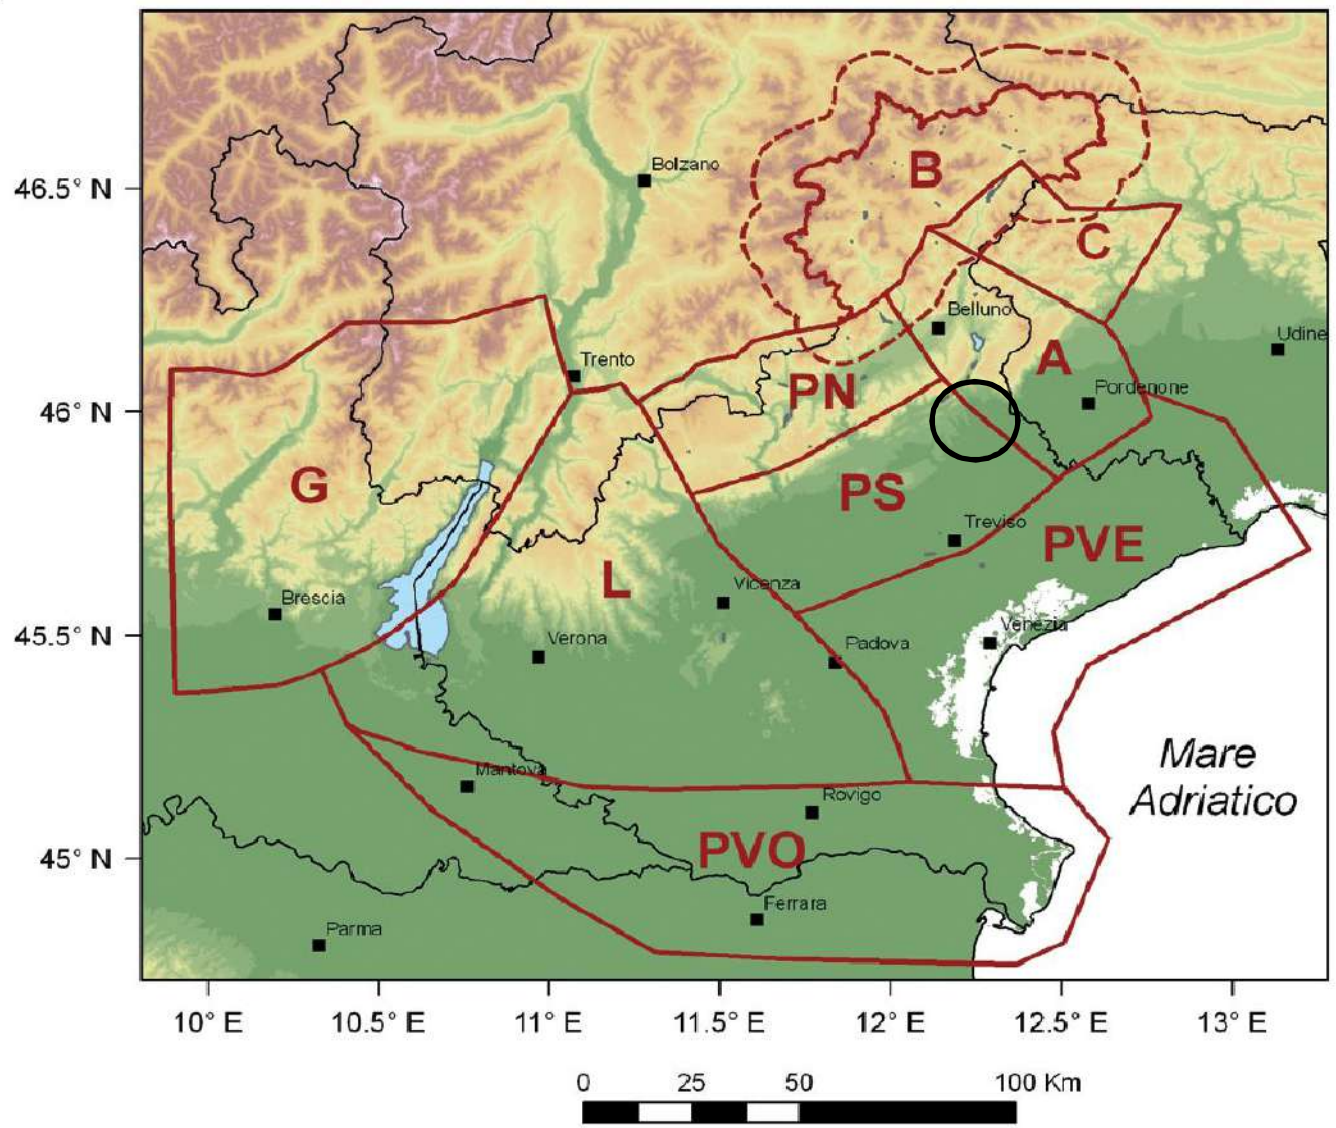 Bolzano
B
46.5° N
C
Belluno
Udine
Trento
A
PN
Pordenone
46° N
G
PS
Treviso
PVE
L
Vicenza
Brescia
Venezia
45.5° N
Verona
Padova
Mare
Adriatico
Mantova
Rovigo
PVO
45° N
Ferrara
Parma
10° E 10.5° E 11° E 11.5° E 12° E 12.5° E 13° E
0 25 50 100 Km